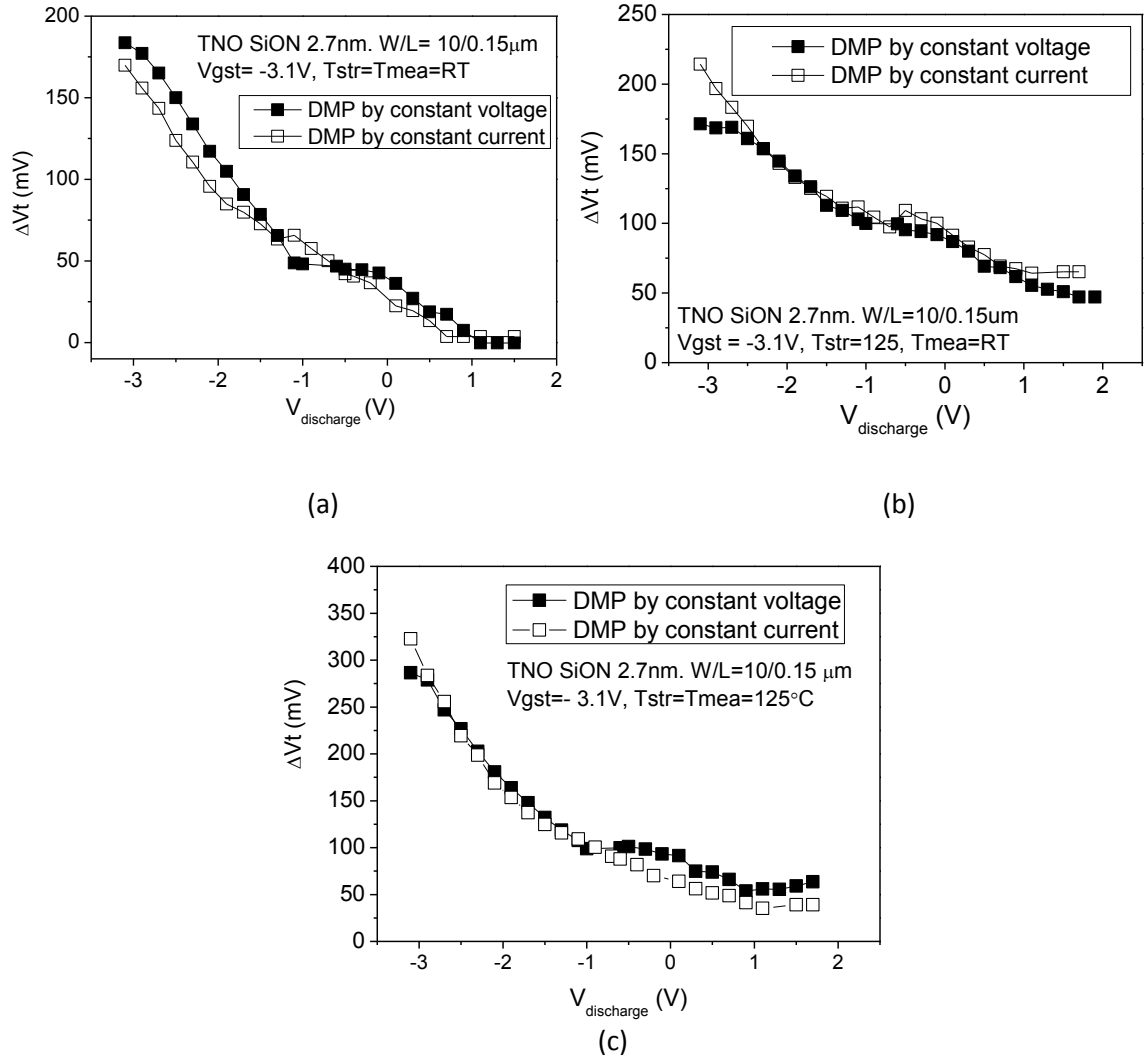 200
150
100
50
0
ΔVt (mV)
TNO SiON 2.7nm. W/L= 10/0.15μm
Vgst= -3.1V, Tstr=Tmea=RT
DMP by constant voltage
DMP by constant current
-3 -2 -1 0 1 2
V_discharge (V)
(a)
250
200
150
100
50
0
ΔVt (mV)
DMP by constant voltage
DMP by constant current
TNO SiON 2.7nm. W/L=10/0.15um
Vgst = -3.1V, Tstr=125, Tmea=RT
-3 -2 -1 0 1 2
V_discharge (V)
(b)
400
350
300
250
200
150
100
50
0
ΔVt (mV)
DMP by constant voltage
DMP by constant current
TNO SiON 2.7nm. W/L=10/0.15 μm
Vgst=- 3.1V, Tstr=Tmea=125°C
-3 -2 -1 0 1 2
V_discharge (V)
(c)